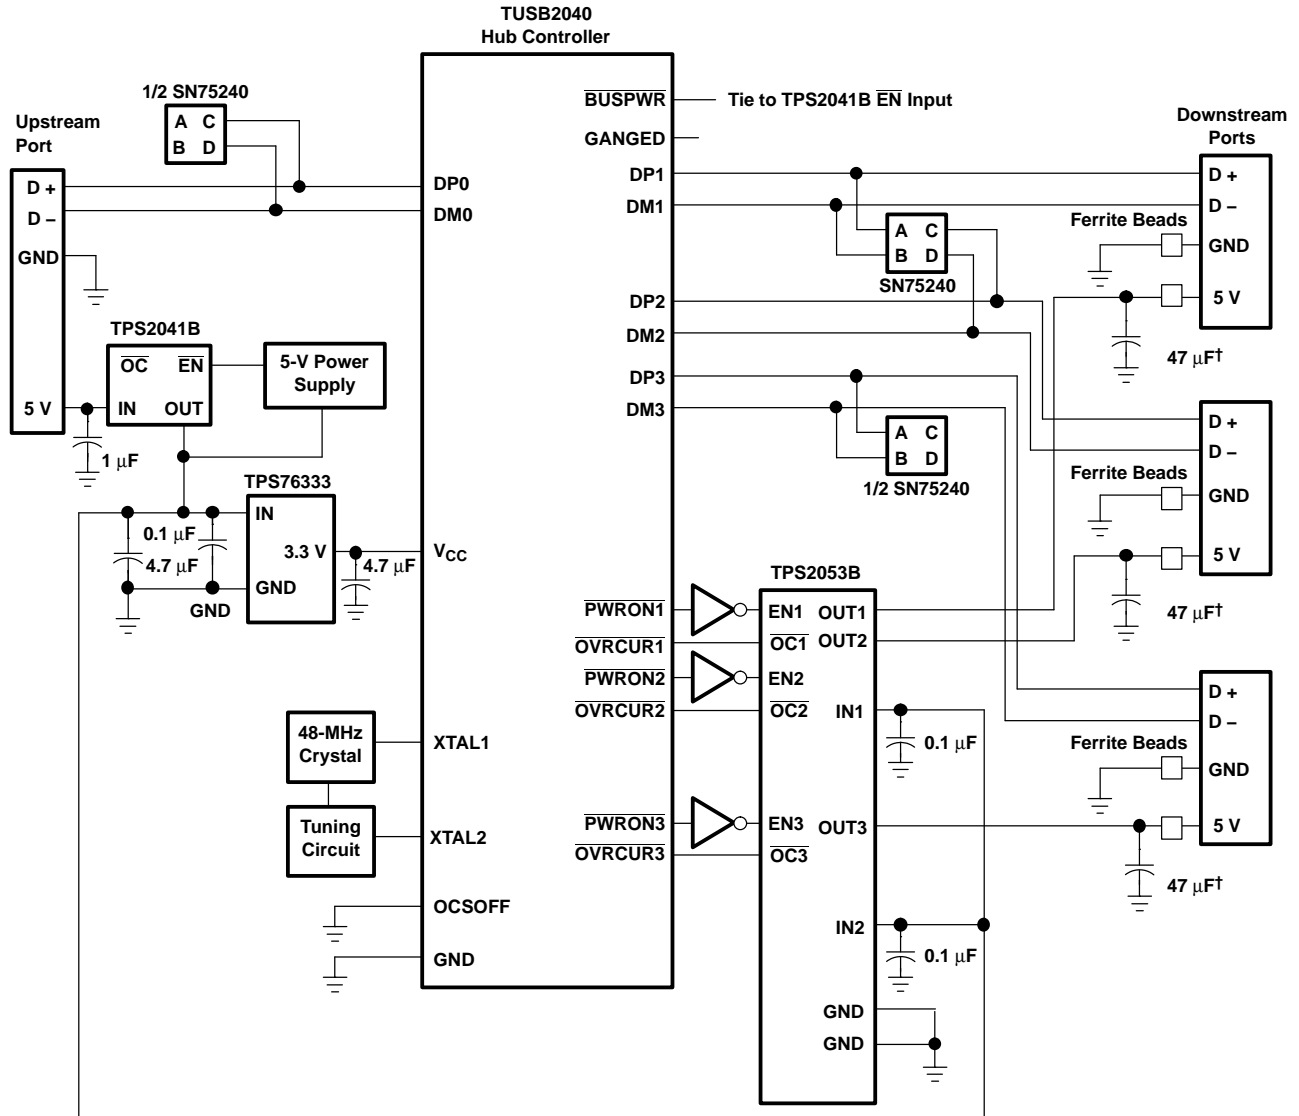 TUSB2040
Hub Controller
1/2 SN75240
A C
B D
Upstream
Port
D +
D –
GND
5 V
BUSPWR
Tie to TPS2041B EN Input
GANGED
DP1
DM1
DP0
DM0
Downstream
Ports
D +
D –
Ferrite Beads
GND
5 V
47 μF†
A C
B D
SN75240
DP2
DM2
DP3
DM3
TPS2041B
OC EN
IN OUT
5-V Power
Supply
1 μF
A C
B D
1/2 SN75240
D +
D –
Ferrite Beads
GND
5 V
47 μF†
TPS76333
IN
3.3 V
GND
0.1 μF
4.7 μF
GND
4.7 μF
VCC
TPS2053B
PWRON1
EN1
OUT1
OVRCUR1
OC1
OUT2
PWRON2
EN2
OVRCUR2
OC2
IN1
0.1 μF
48-MHz
Crystal
XTAL1
Tuning
Circuit
XTAL2
PWRON3
EN3
OUT3
OVRCUR3
OC3
D +
D –
Ferrite Beads
GND
5 V
47 μF†
OCSOFF
GND
IN2
0.1 μF
GND
GND